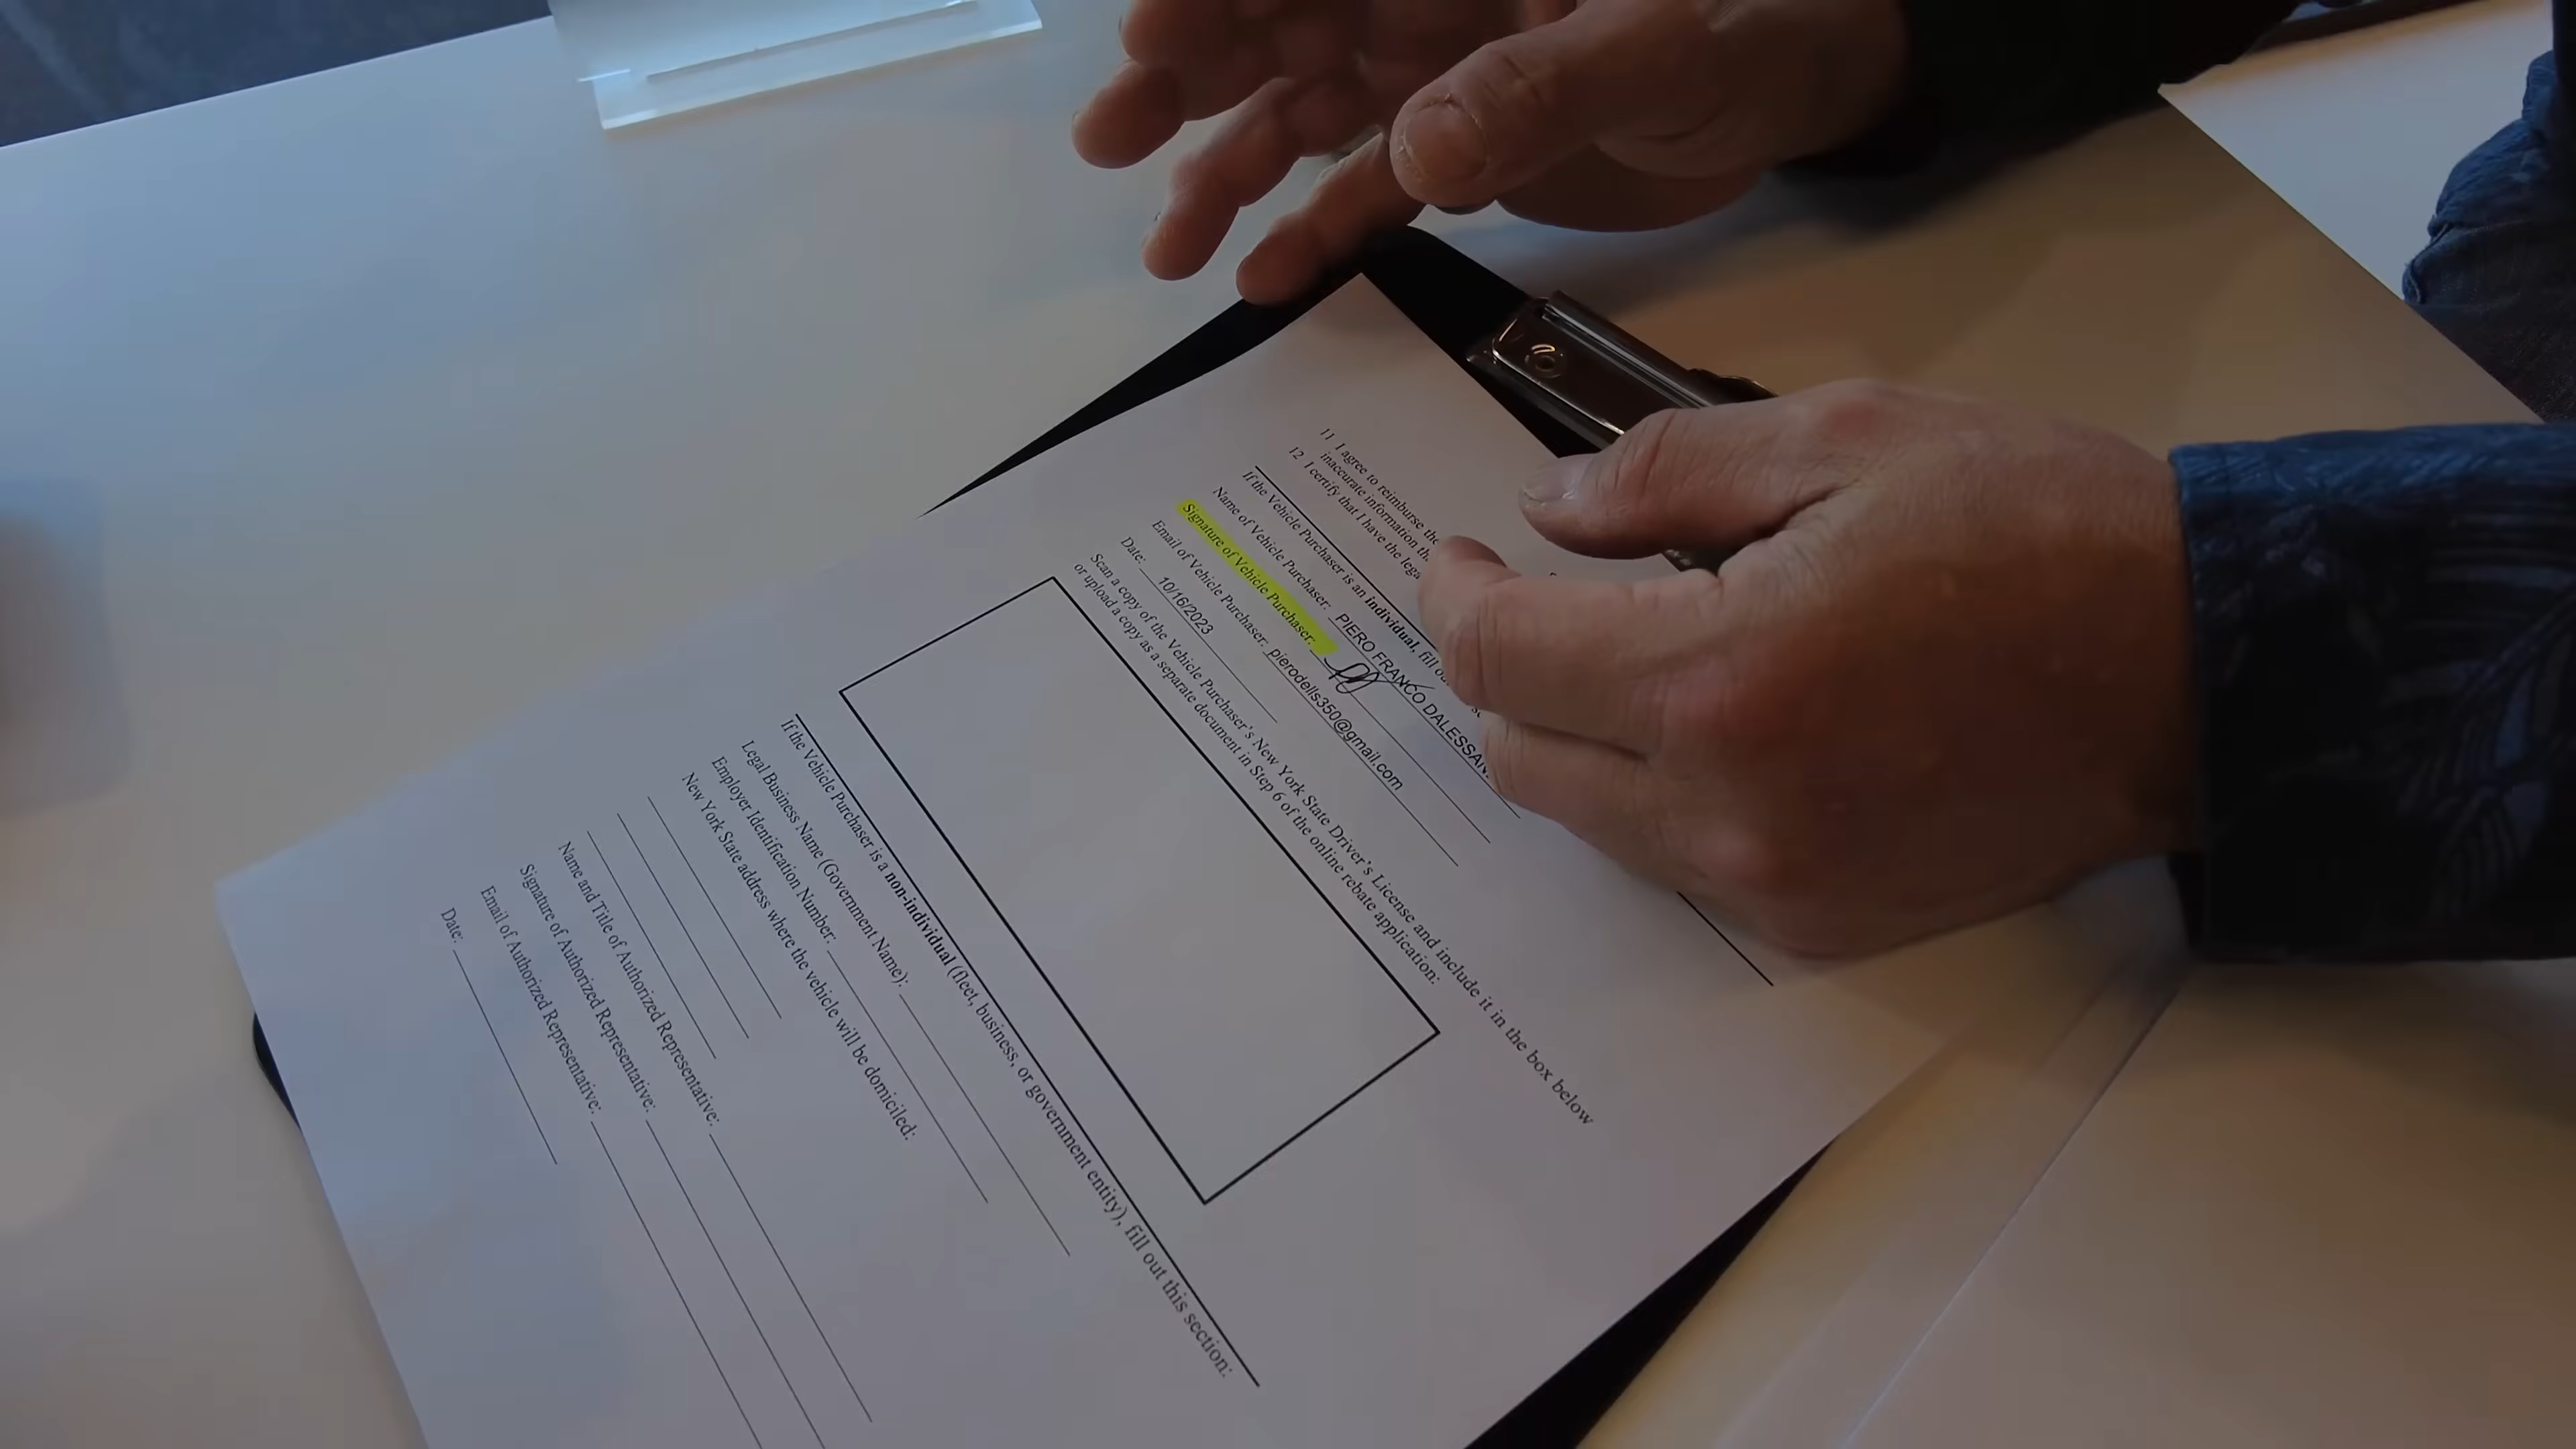 11 I agree to reimburse the
inaccurate information th
12 I certify that I have the lega
If the Vehicle Purchaser is an individual, fill ou
Name of Vehicle Purchaser: PIERO FRANCO DALESSAN
Signature of Vehicle Purchaser:
Email of Vehicle Purchaser: pierodells350@gmail.com
Date: 10/16/2023
Scan a copy of the Vehicle Purchaser's New York State Driver's License and include it in the box below
or upload a copy as a separate document in Step 6 of the online rebate application:
If the Vehicle Purchaser is a non-individual (fleet, business, or government entity), fill out this section:
Legal Business Name (Government Name):
Employer Identification Number:
New York State address where the vehicle will be domiciled:
Name and Title of Authorized Representative:
Signature of Authorized Representative:
Email of Authorized Representative:
Date: